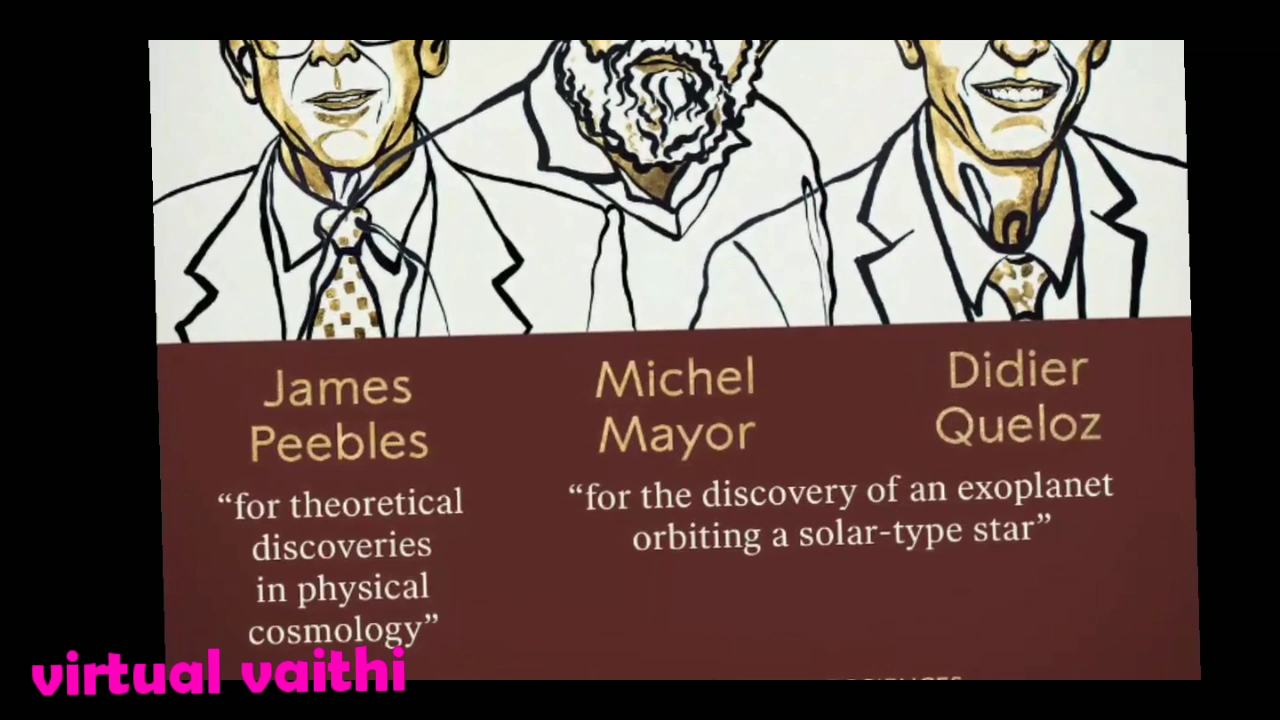 James
Peebles
“for theoretical
discoveries
in physical
cosmology”
Michel
Mayor
Didier
Queloz
“for the discovery of an exoplanet
orbiting a solar-type star”
virtual vaithi